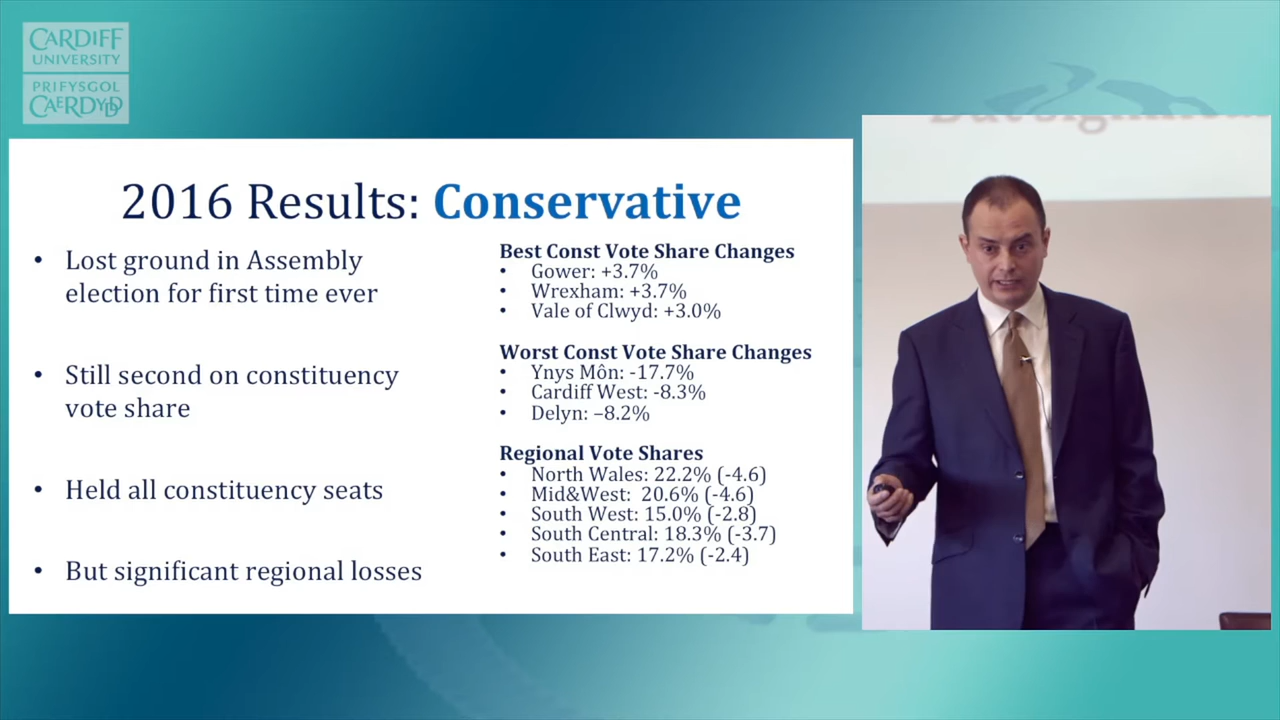 CARDIFF
UNIVERSITY
PRIFYSGOL
CAERDYDD
2016 Results: Conservative
• Lost ground in Assembly
election for first time ever
• Still second on constituency
vote share
• Held all constituency seats
• But significant regional losses
Best Const Vote Share Changes
• Gower: +3.7%
• Wrexham: +3.7%
• Vale of Clwyd: +3.0%
Worst Const Vote Share Changes
• Ynys Môn: -17.7%
• Cardiff West: -8.3%
• Delyn: –8.2%
Regional Vote Shares
• North Wales: 22.2% (-4.6)
• Mid&West: 20.6% (-4.6)
• South West: 15.0% (-2.8)
• South Central: 18.3% (-3.7)
• South East: 17.2% (-2.4)